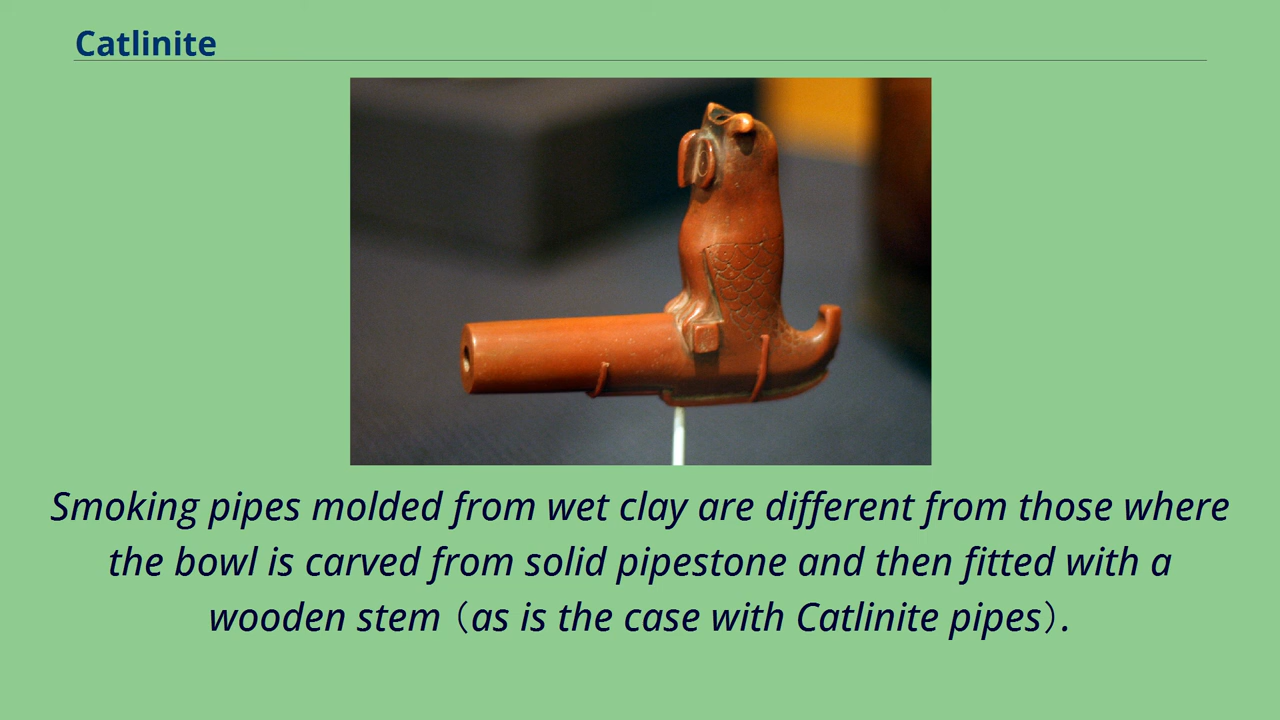 Catlinite
Smoking pipes molded from wet clay are different from those where
the bowl is carved from solid pipestone and then fitted with a
wooden stem (as is the case with Catlinite pipes).